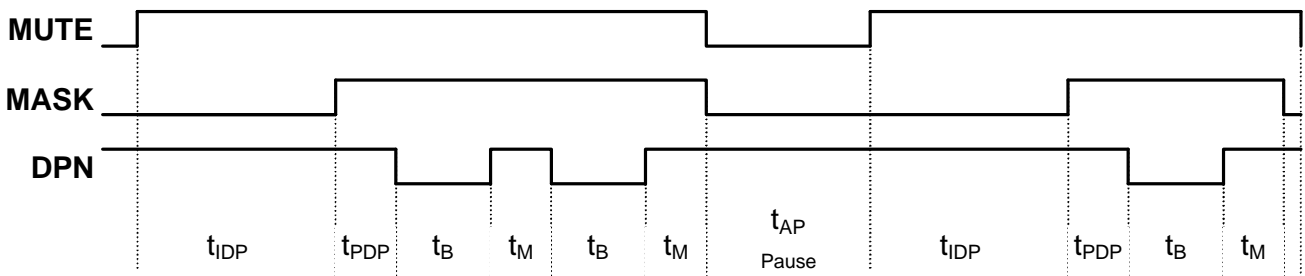 MUTE
MASK
DPN
tIDP tPDP tB tM tB tM tAP tIDP tPDP tB tM
Pause